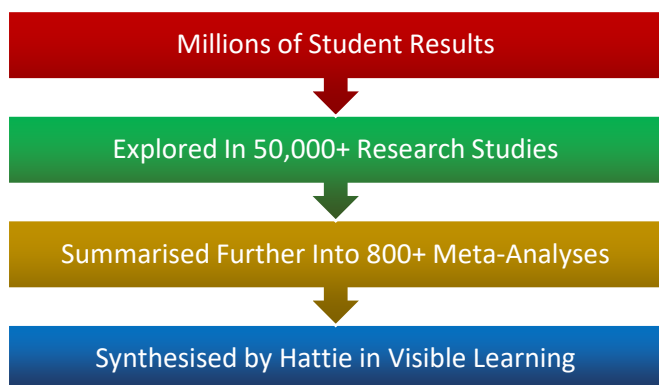 Millions of Student Results
Explored In 50,000+ Research Studies
Summarised Further Into 800+ Meta-Analyses
Synthesised by Hattie in Visible Learning